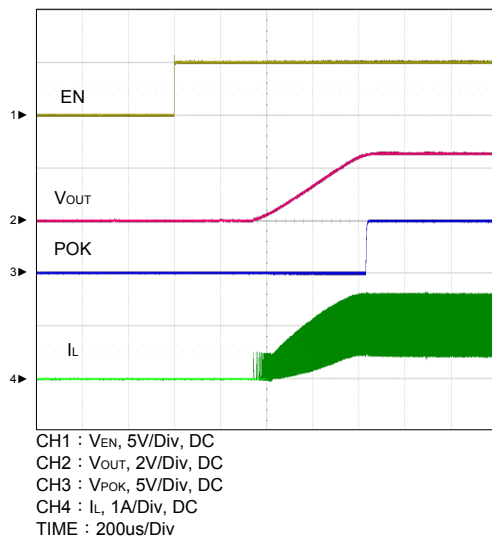 EN
1►
VOUT
2►
POK
3►
IL
4►
CH1：VEN, 5V/Div, DC
CH2：VOUT, 2V/Div, DC
CH3：VPOK, 5V/Div, DC
CH4：IL, 1A/Div, DC
TIME：200us/Div